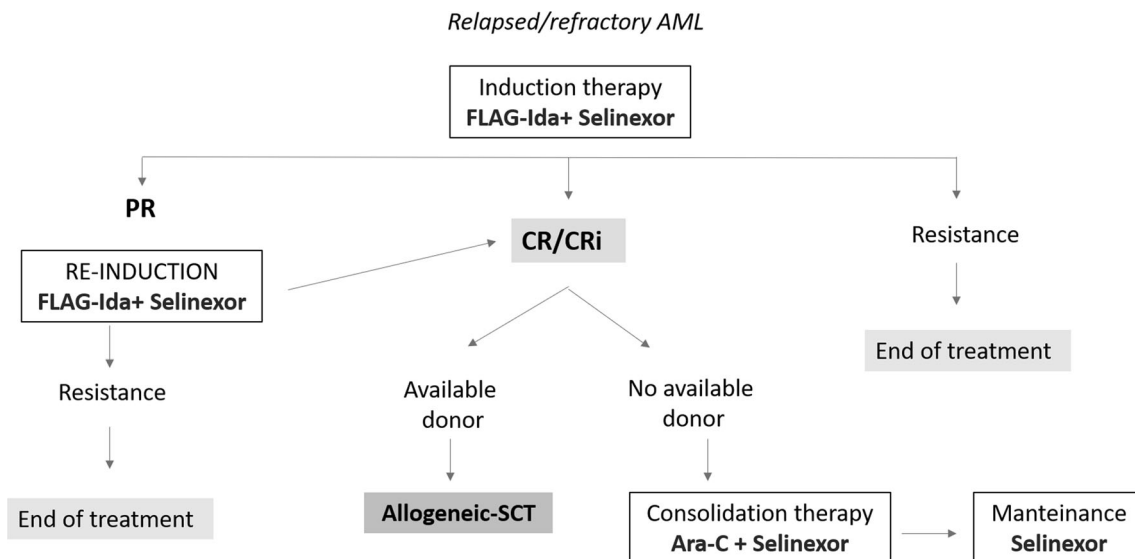 Relapsed/refractory AML
Induction therapy
FLAG-Ida+ Selinexor
PR
CR/CRi
Resistance
RE-INDUCTION
FLAG-Ida+ Selinexor
End of treatment
Resistance
Available
donor
No available
donor
End of treatment
Allogeneic-SCT
Consolidation therapy
Ara-C + Selinexor
Manteinance
Selinexor